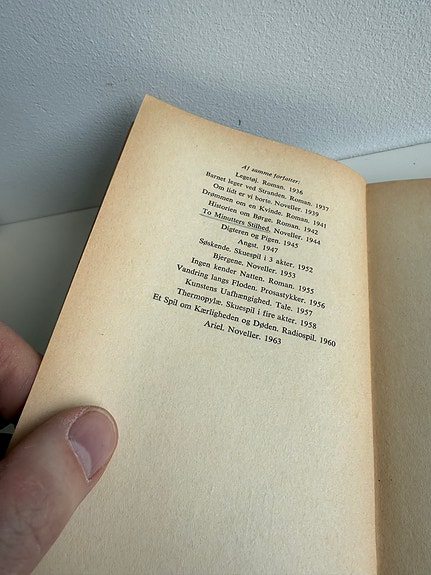 Af samme forfatter:
Legetøj. Roman. 1936
Barnet leger ved Stranden. Roman. 1937
Om lidt er vi borte. Noveller. 1939
Drømmen om en Kvinde. Roman. 1941
Historien om Børge. Roman. 1942
To Minutters Stilhed. Noveller. 1944
Digteren og Pigen. 1945
Angst. 1947
Søskende. Skuespil i 3 akter. 1952
Bjergene. Noveller. 1953
Ingen kender Natten. Roman. 1955
Vandring langs Floden. Prosastykker. 1956
Kunstens Uafhængighed. Tale. 1957
Thermopylæ. Skuespil i fire akter. 1958
Et Spil om Kærligheden og Døden. Radiospil. 1960
Ariel. Noveller. 1963